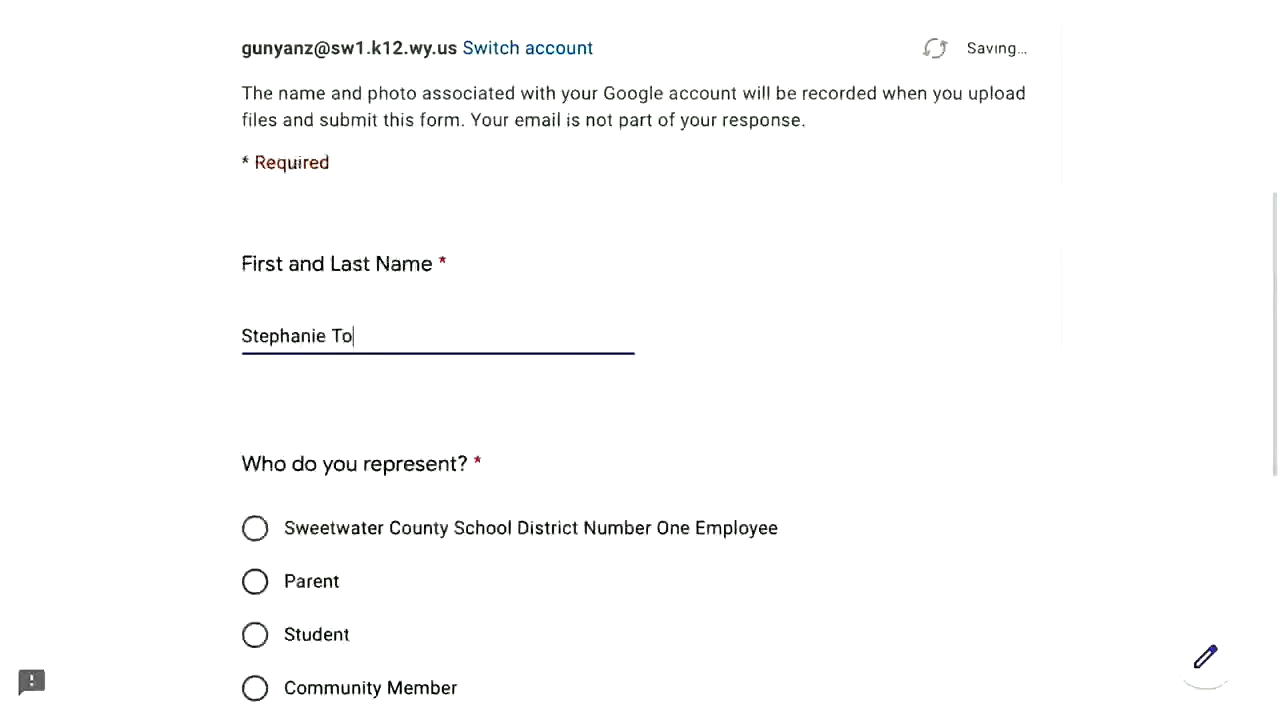 gunyanz@sw1.k12.wy.us Switch account
Saving...
The name and photo associated with your Google account will be recorded when you upload
files and submit this form. Your email is not part of your response.
* Required
First and Last Name *
Stephanie To
Who do you represent? *
Sweetwater County School District Number One Employee
Parent
Student
Community Member